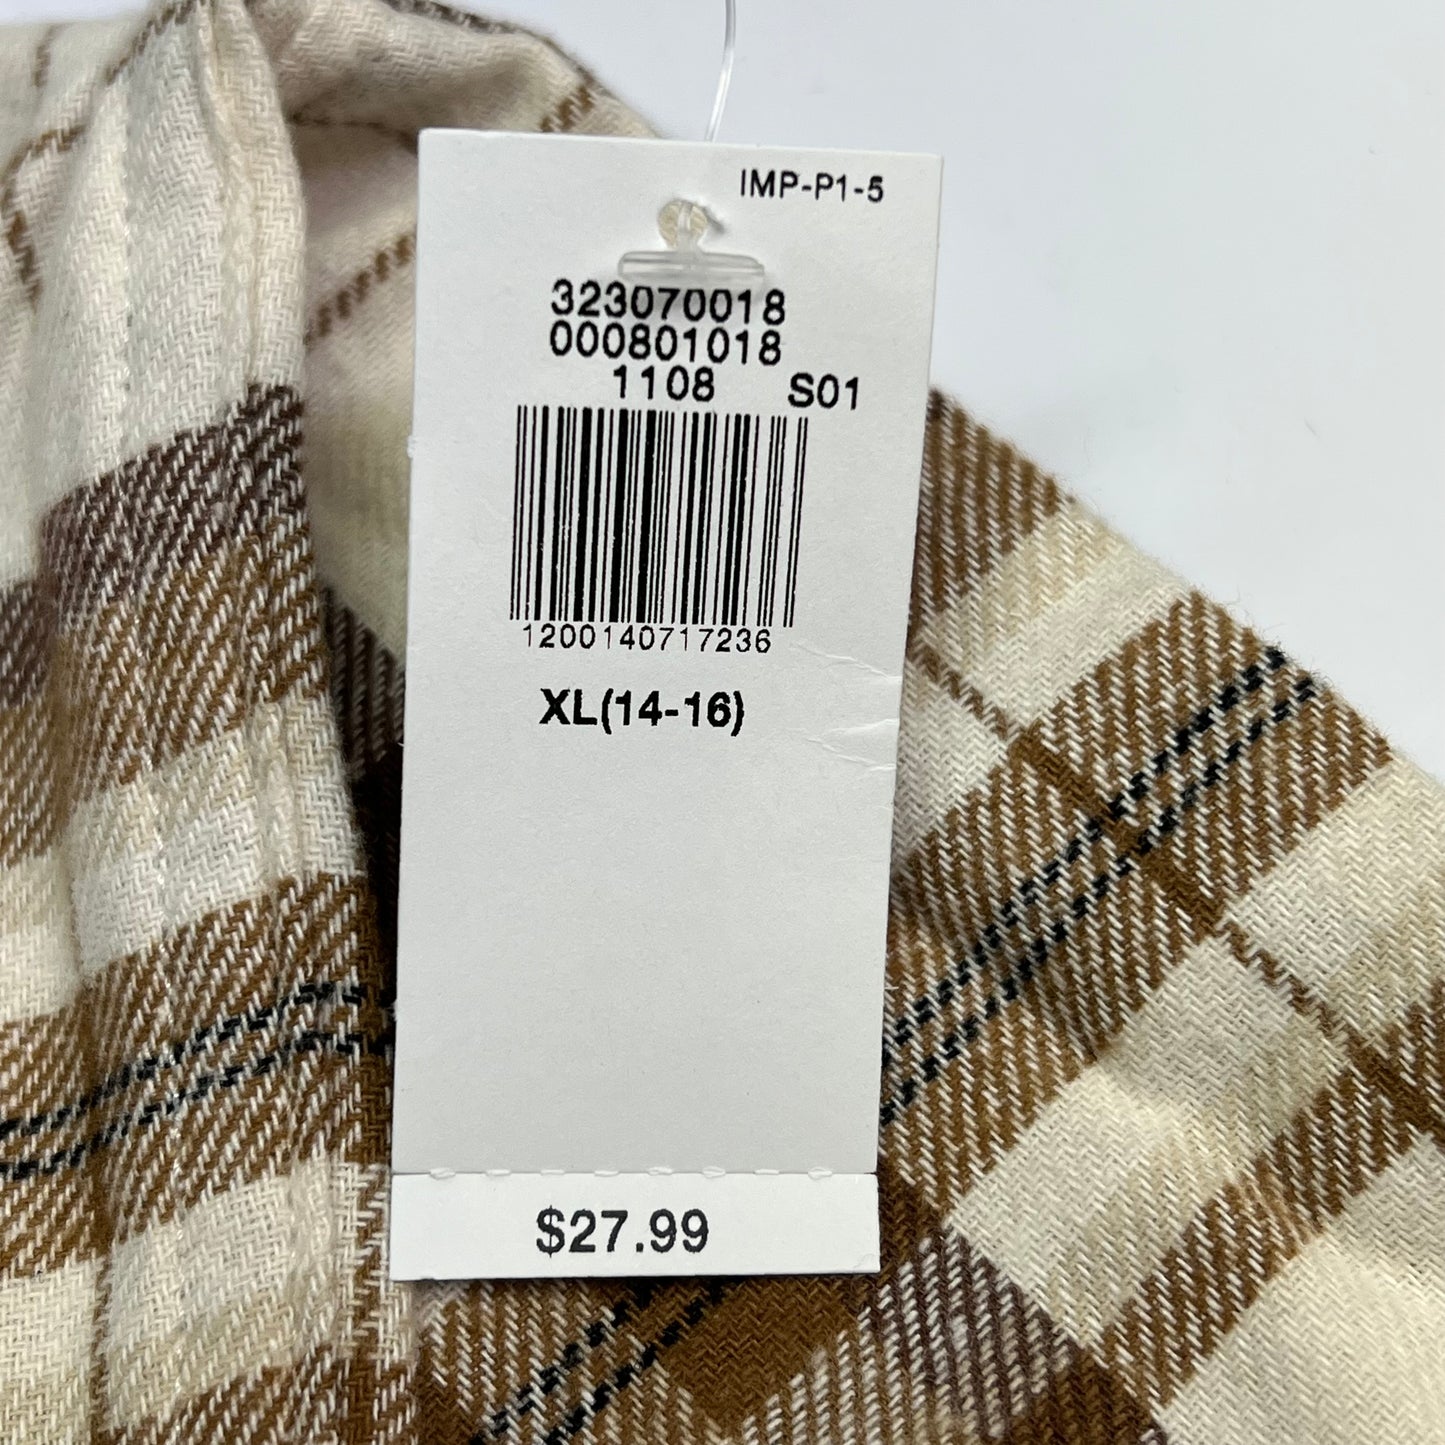 IMP-P1-5
323070018
000801018
1108 S01
1200140717236
XL(14-16)
$27.99